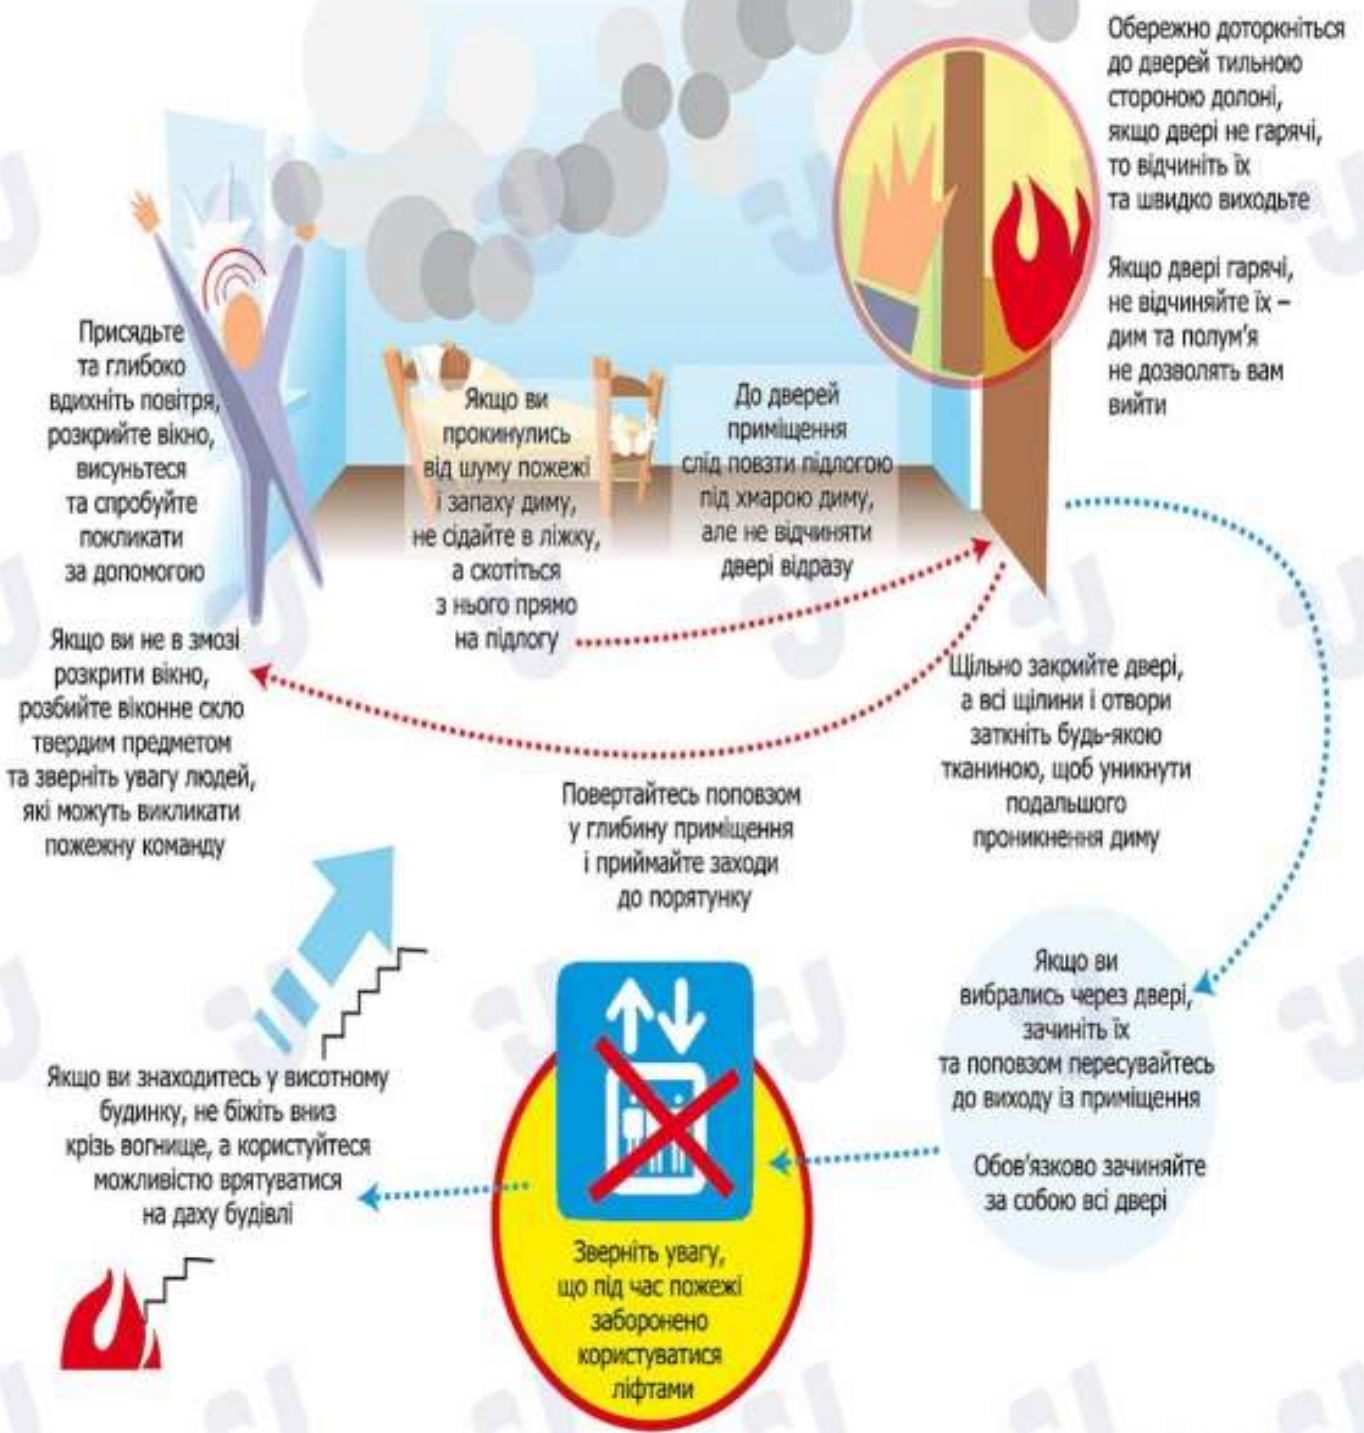 Обережно доторкніться
до дверей тильною
стороною долоні,
якщо двері не гарячі,
то відчиніть їх
та швидко виходьте
Якщо двері гарячі,
не відчиняйте їх –
дим та полум'я
не дозволять вам
вийти
Присядьте
та глибоко
вдихніть повітря,
розкрийте вікно,
висуньтеся
та спробуйте
покликати
за допомогою
Якщо ви
прокинулись
від шуму пожежі
і запаху диму,
не сідайте в ліжку,
а скотіться
з нього прямо
на підлогу
До дверей
приміщення
слід повзти підлогою
під хмарою диму,
але не відчиняти
двері відразу
Якщо ви не в змозі
розкрити вікно,
розбийте віконне скло
твердим предметом
та зверніть увагу людей,
які можуть викликати
пожежну команду
Щільно закрийте двері,
а всі щілини і отвори
заткніть будь-якою
тканиною, щоб уникнути
подальшого
проникнення диму
Повертайтесь поповзом
у глибину приміщення
і приймайте заходи
до порятунку
Якщо ви
вибрались через двері,
зачиніть їх
та поповзом пересувайтесь
до виходу із приміщення
Обов'язково зачиняйте
за собою всі двері
Зверніть увагу,
що під час пожежі
заборонено
користуватися
ліфтами
Якщо ви знаходитесь у висотному
будинку, не біжіть вниз
крізь вогнище, а користуйтеся
можливістю врятуватися
на даху будівлі